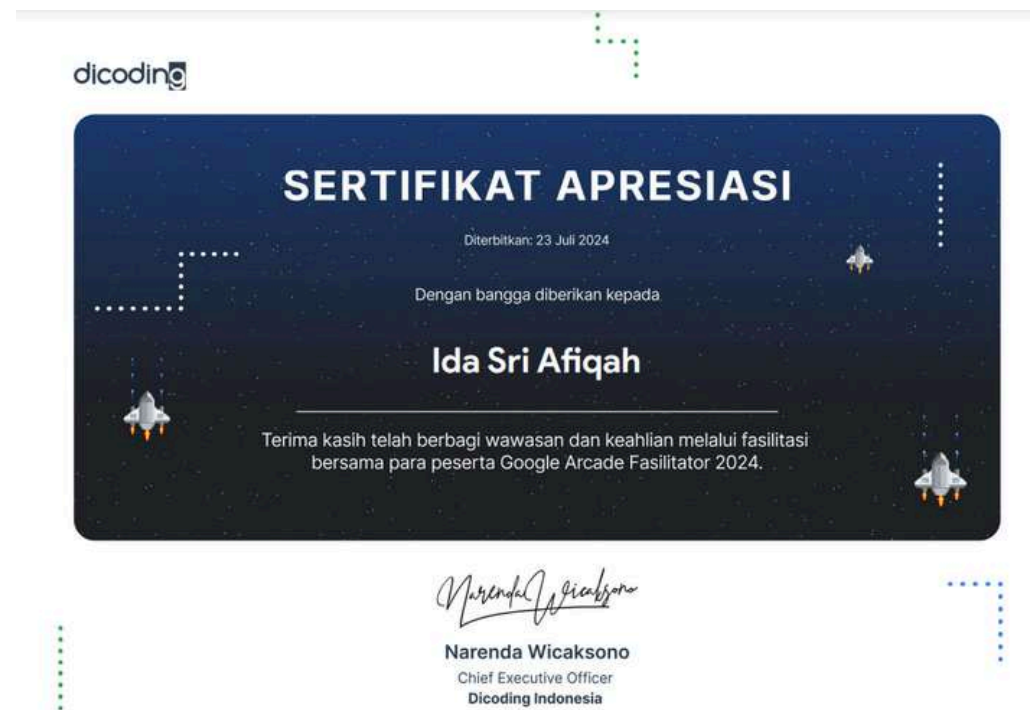 dicoding
SERTIFIKAT APRESIASI
Diterbitkan: 23 Juli 2024
Dengan bangga diberikan kepada
Ida Sri Afiqah
Terima kasih telah berbagi wawasan dan keahlian melalui fasilitasi
bersama para peserta Google Arcade Fasilitator 2024.
Narenda Wicaksono
Narenda Wicaksono
Chief Executive Officer
Dicoding Indonesia